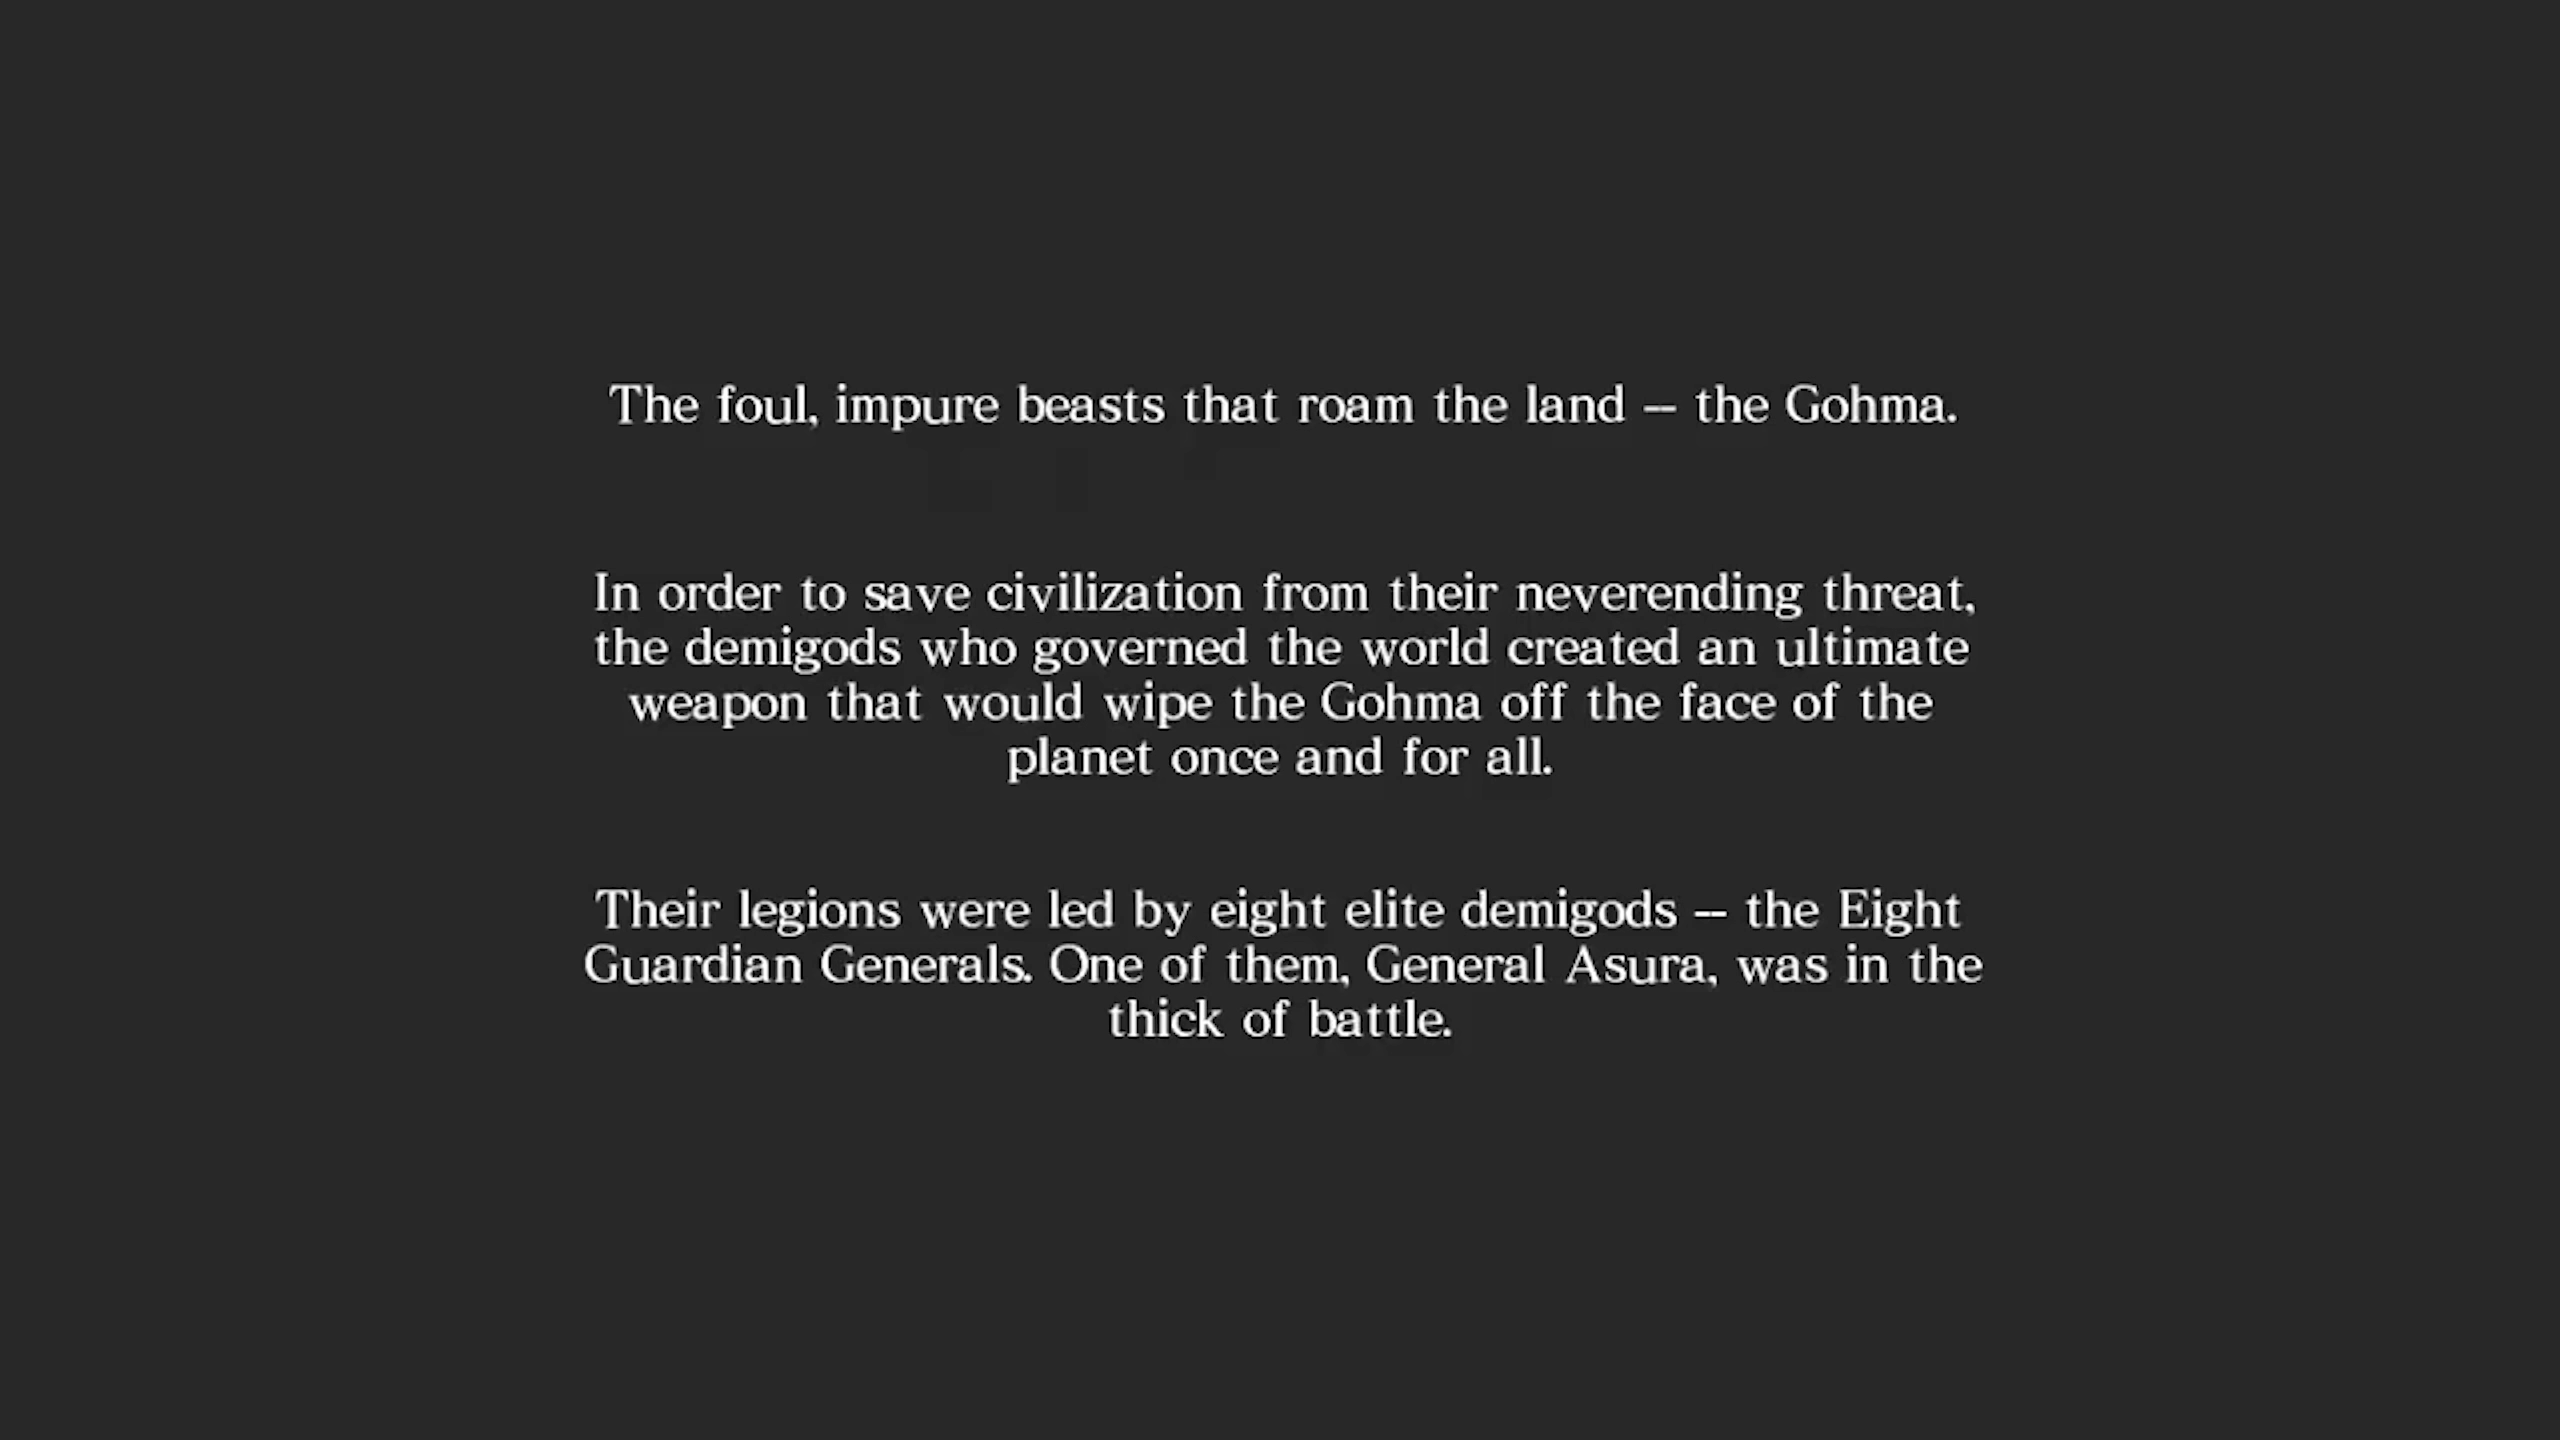 The foul, impure beasts that roam the land -- the Gohma.
In order to save civilization from their neverending threat,
the demigods who governed the world created an ultimate
weapon that would wipe the Gohma off the face of the
planet once and for all.
Their legions were led by eight elite demigods -- the Eight
Guardian Generals. One of them, General Asura, was in the
thick of battle.